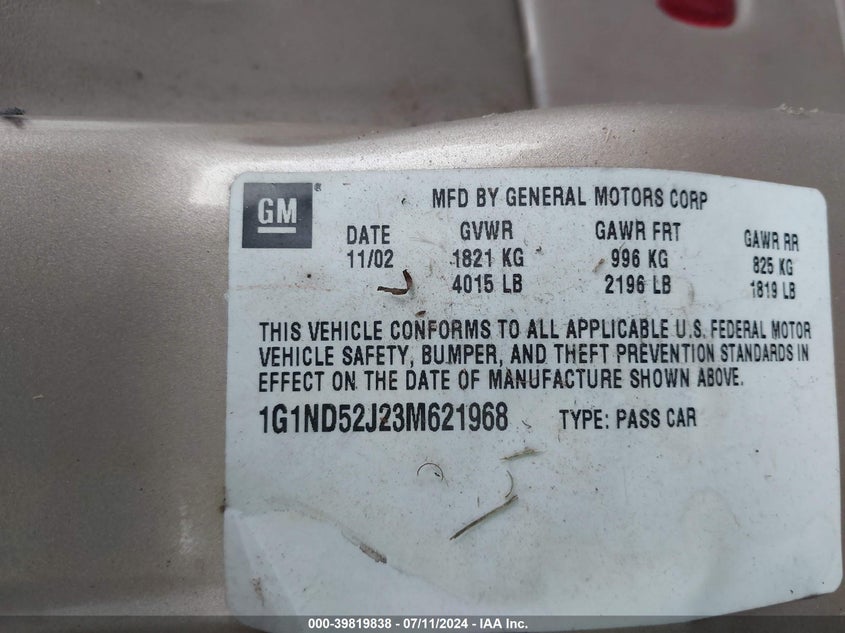 GM
®
MFD BY GENERAL MOTORS CORP
DATE GVWR GAWR FRT GAWR RR
11/02 1821 KG 996 KG 825 KG
4015 LB 2196 LB 1819 LB
THIS VEHICLE CONFORMS TO ALL APPLICABLE U.S. FEDERAL MOTOR
VEHICLE SAFETY, BUMPER, AND THEFT PREVENTION STANDARDS IN
EFFECT ON THE DATE OF MANUFACTURE SHOWN ABOVE.
1G1ND52J23M621968 TYPE: PASS CAR
000-39819838 - 07/11/2024 - IAA Inc.